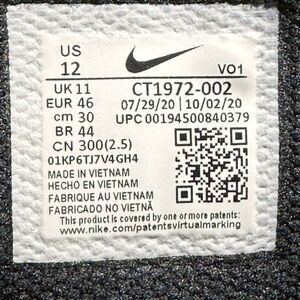 US
12
VO1
UK 11
CT1972-002
EUR 46
07/29/20 | 10/02/20
cm 30
UPC 00194500840379
BR 44
CN 300(2.5)
01KP6TJ7V4GH4
MADE IN VIETNAM
HECHO EN VIETNAM
FABRIQUE AU VIETNAM
FABRICADO NO VIETNÃ
This product is covered by one or more patents. See
www.nike.com/patentsvirtualmarking